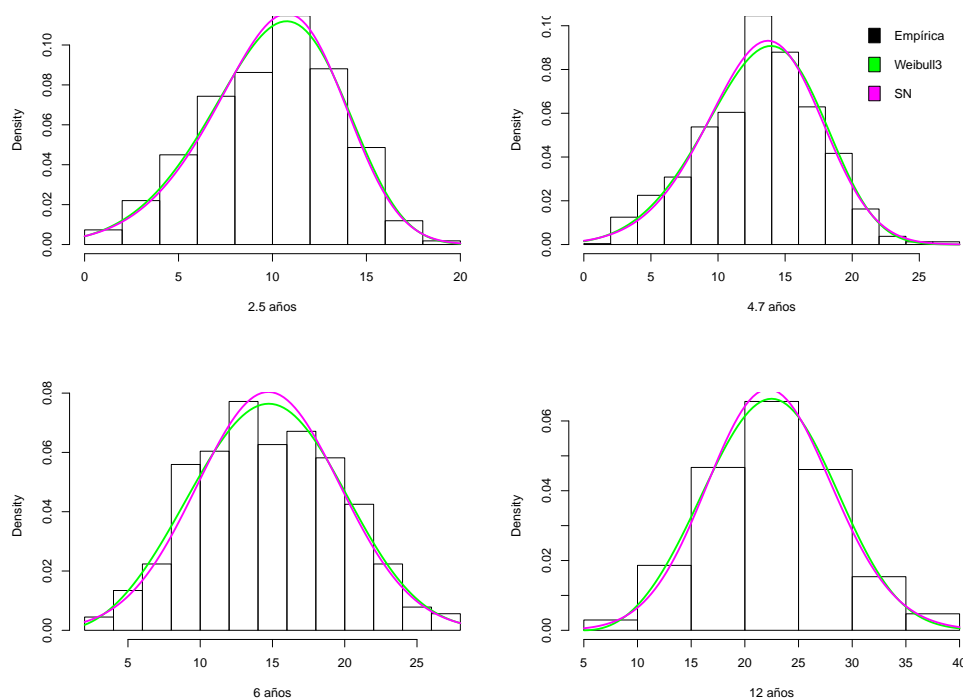 Density
0.00 0.02 0.04 0.06 0.08 0.10
0 5 10 15 20
2.5 años
Density
0.00 0.02 0.04 0.06 0.08 0.10
0 5 10 15 20 25
4.7 años
Empírica
Weibull3
SN
Density
0.00 0.02 0.04 0.06 0.08
5 10 15 20 25
6 años
Density
0.00 0.02 0.04 0.06
5 10 15 20 25 30 35 40
12 años